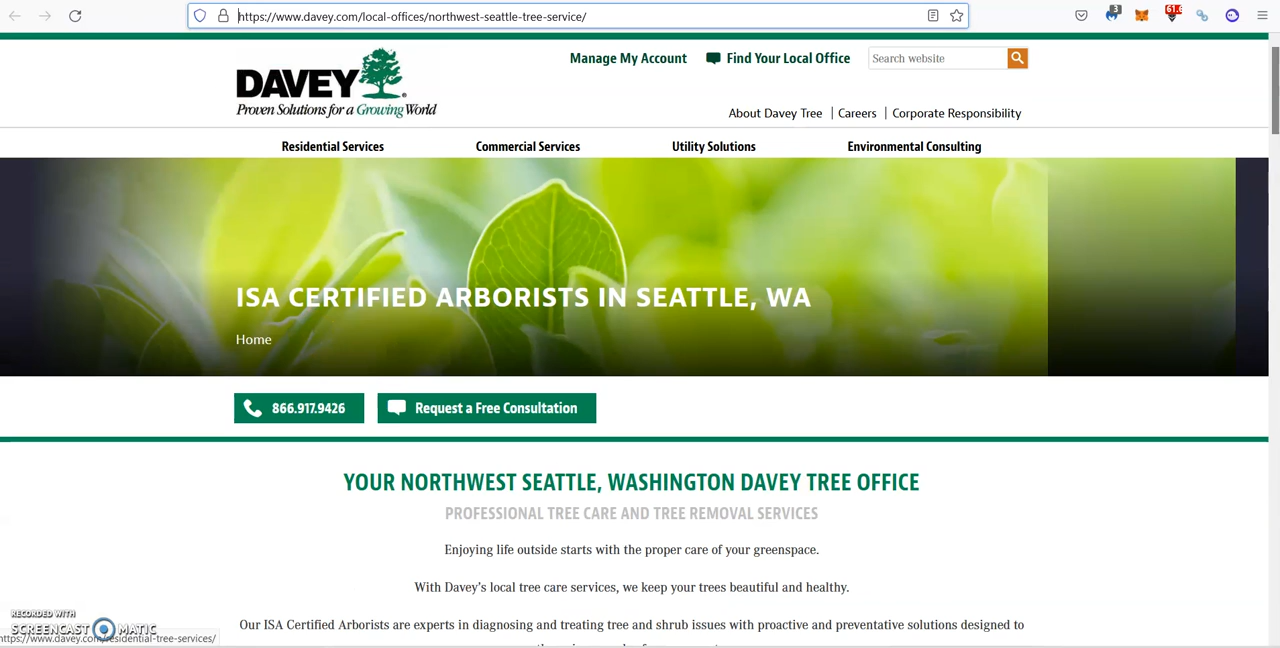 https://www.davey.com/local-offices/northwest-seattle-tree-service/
3
61.6
DAVEY
Proven Solutions for a Growing World
Manage My Account
Find Your Local Office
Search website
About Davey Tree | Careers | Corporate Responsibility
Residential Services
Commercial Services
Utility Solutions
Environmental Consulting
ISA CERTIFIED ARBORISTS IN SEATTLE, WA
Home
866.917.9426
Request a Free Consultation
YOUR NORTHWEST SEATTLE, WASHINGTON DAVEY TREE OFFICE
PROFESSIONAL TREE CARE AND TREE REMOVAL SERVICES
Enjoying life outside starts with the proper care of your greenspace.
With Davey's local tree care services, we keep your trees beautiful and healthy.
Our ISA Certified Arborists are experts in diagnosing and treating tree and shrub issues with proactive and preventative solutions designed to
RECORDED WITH
SCREENCAST MATIC
https://www.davey.com/residential-tree-services/